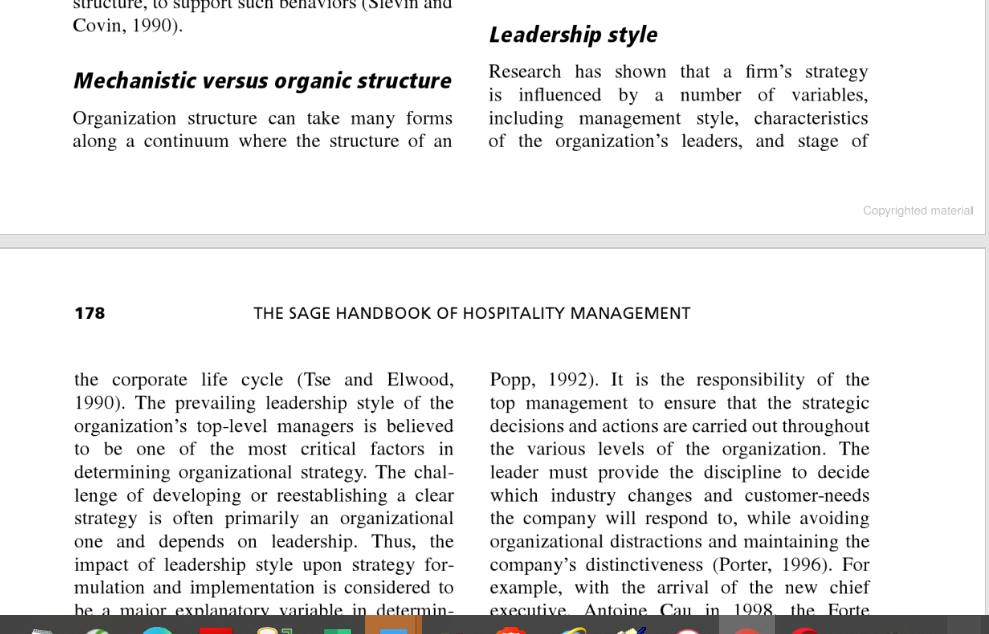 structure, to support such behaviors (Slevin and
Covin, 1990).
Mechanistic versus organic structure
Organization structure can take many forms
along a continuum where the structure of an
Leadership style
Research has shown that a firm’s strategy
is influenced by a number of variables,
including management style, characteristics
of the organization’s leaders, and stage of
Copyrighted material
178 THE SAGE HANDBOOK OF HOSPITALITY MANAGEMENT
the corporate life cycle (Tse and Elwood,
1990). The prevailing leadership style of the
organization’s top-level managers is believed
to be one of the most critical factors in
determining organizational strategy. The chal-
lenge of developing or reestablishing a clear
strategy is often primarily an organizational
one and depends on leadership. Thus, the
impact of leadership style upon strategy for-
mulation and implementation is considered to
be a major explanatory variable in determin-
Popp, 1992). It is the responsibility of the
top management to ensure that the strategic
decisions and actions are carried out throughout
the various levels of the organization. The
leader must provide the discipline to decide
which industry changes and customer-needs
the company will respond to, while avoiding
organizational distractions and maintaining the
company’s distinctiveness (Porter, 1996). For
example, with the arrival of the new chief
executive, Antoine Cau in 1998, the Forte